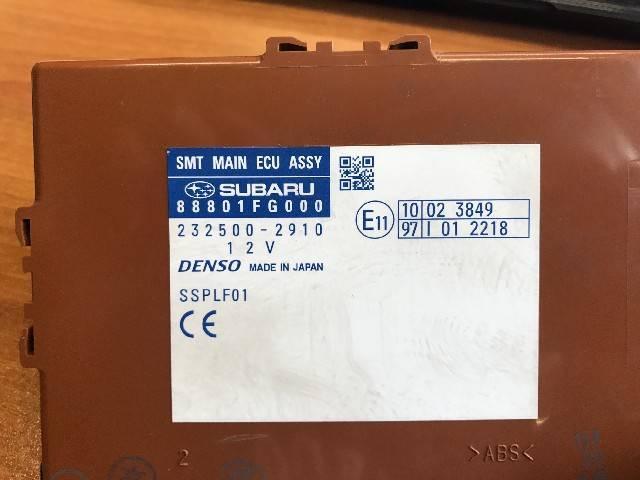 SMT MAIN ECU ASSY
SUBARU
88801FG000
232500-2910
12V
DENSO MADE IN JAPAN
SSPLF01
CE
E11
10 02 3849
97 I 01 2218
2
>ABS<